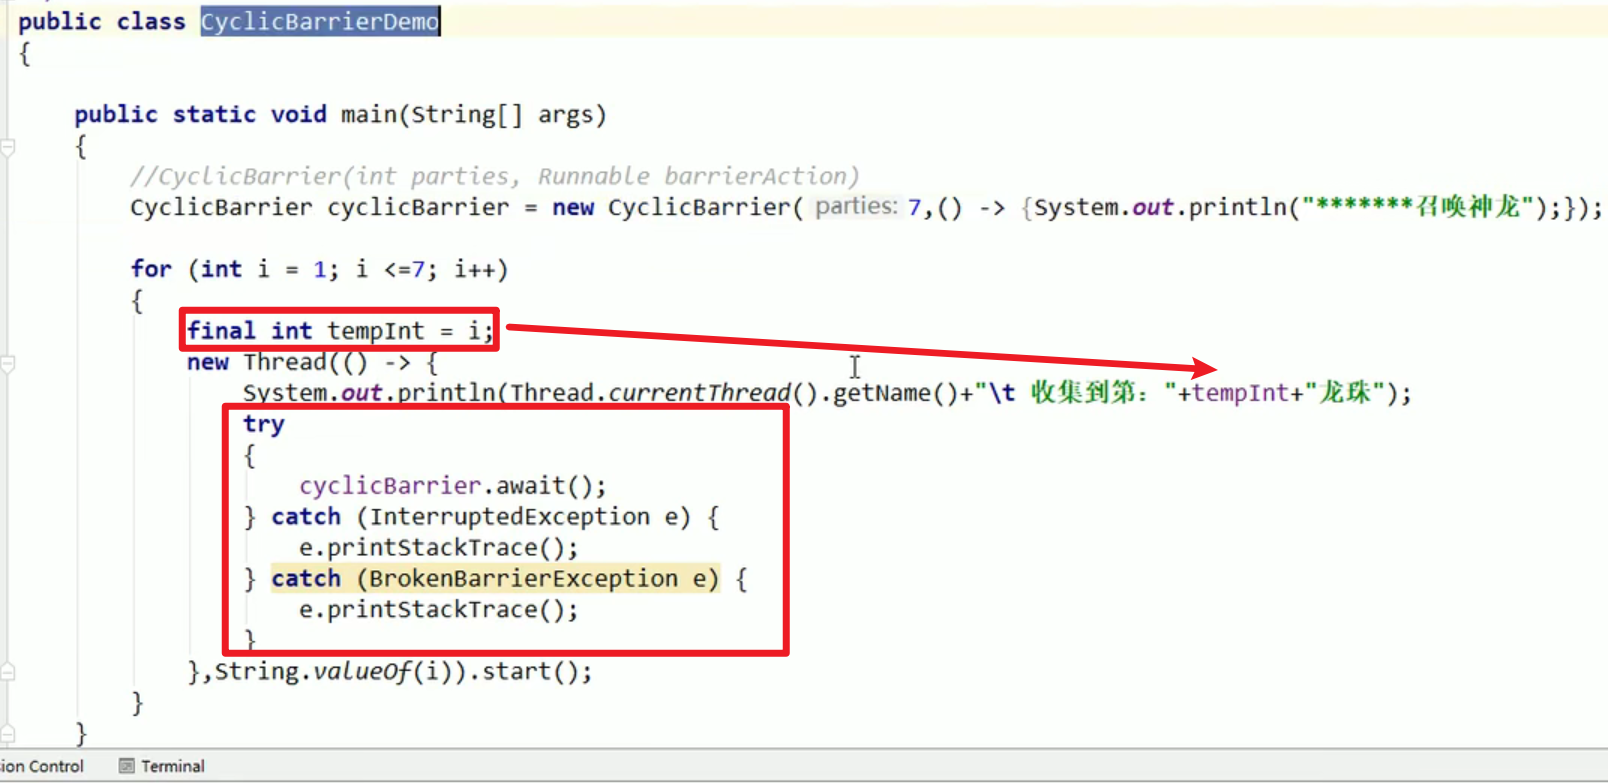 public class CyclicBarrierDemo
{
public static void main(String[] args)
{
//CyclicBarrier(int parties, Runnable barrierAction)
CyclicBarrier cyclicBarrier = new CyclicBarrier( parties: 7,() -> {System.out.println("*******召唤神龙");});
for (int i = 1; i <=7; i++)
{
final int tempInt = i;
new Thread(() -> {
System.out.println(Thread.currentThread().getName()+"\t 收集到第："+tempInt+"龙珠");
try
{
cyclicBarrier.await();
} catch (InterruptedException e) {
e.printStackTrace();
} catch (BrokenBarrierException e) {
e.printStackTrace();
}
},String.valueOf(i)).start();
}
}
ion Control Terminal